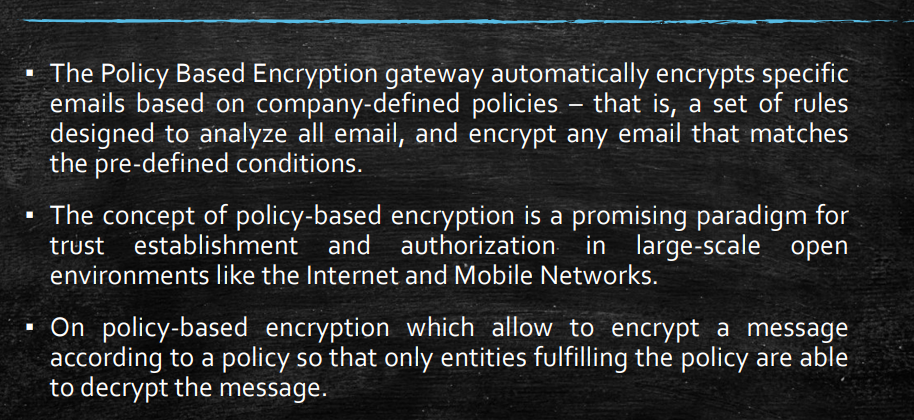 ▪ The Policy Based Encryption gateway automatically encrypts specific
emails based on company-defined policies – that is, a set of rules
designed to analyze all email, and encrypt any email that matches
the pre-defined conditions.
▪ The concept of policy-based encryption is a promising paradigm for
trust establishment and authorization in large-scale open
environments like the Internet and Mobile Networks.
▪ On policy-based encryption which allow to encrypt a message
according to a policy so that only entities fulfilling the policy are able
to decrypt the message.